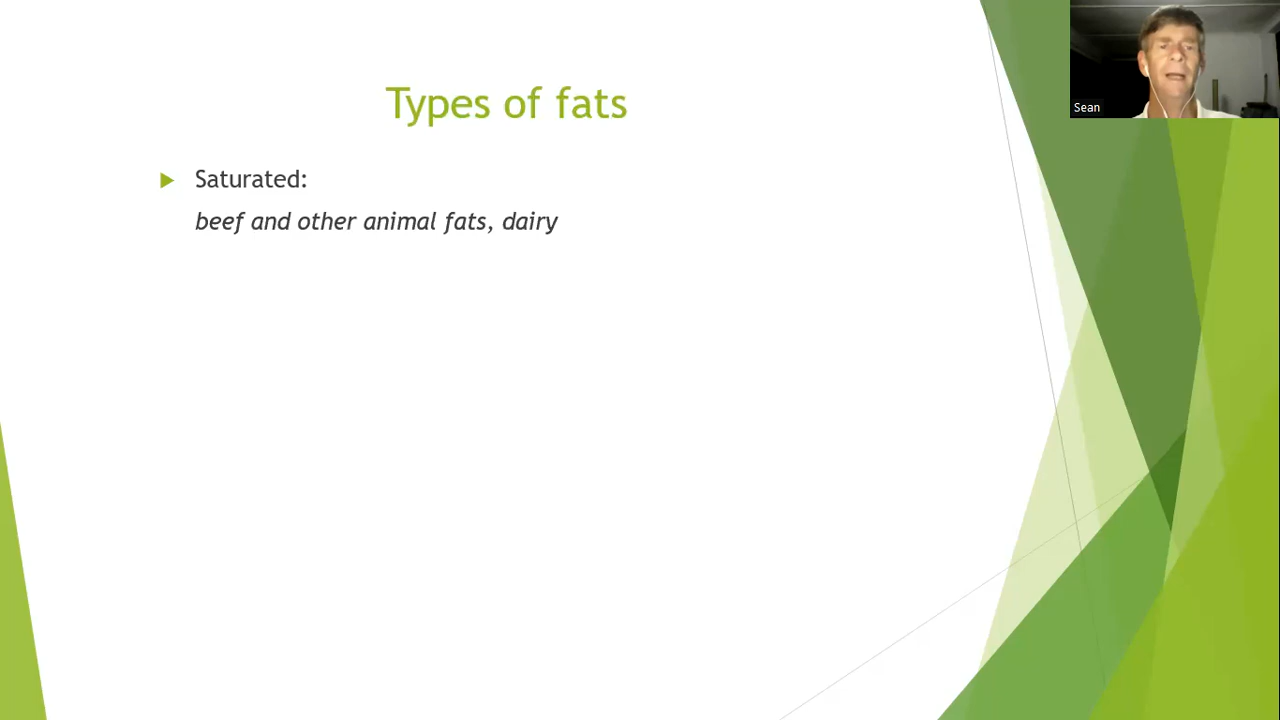 Types of fats
Saturated:
beef and other animal fats, dairy
Sean